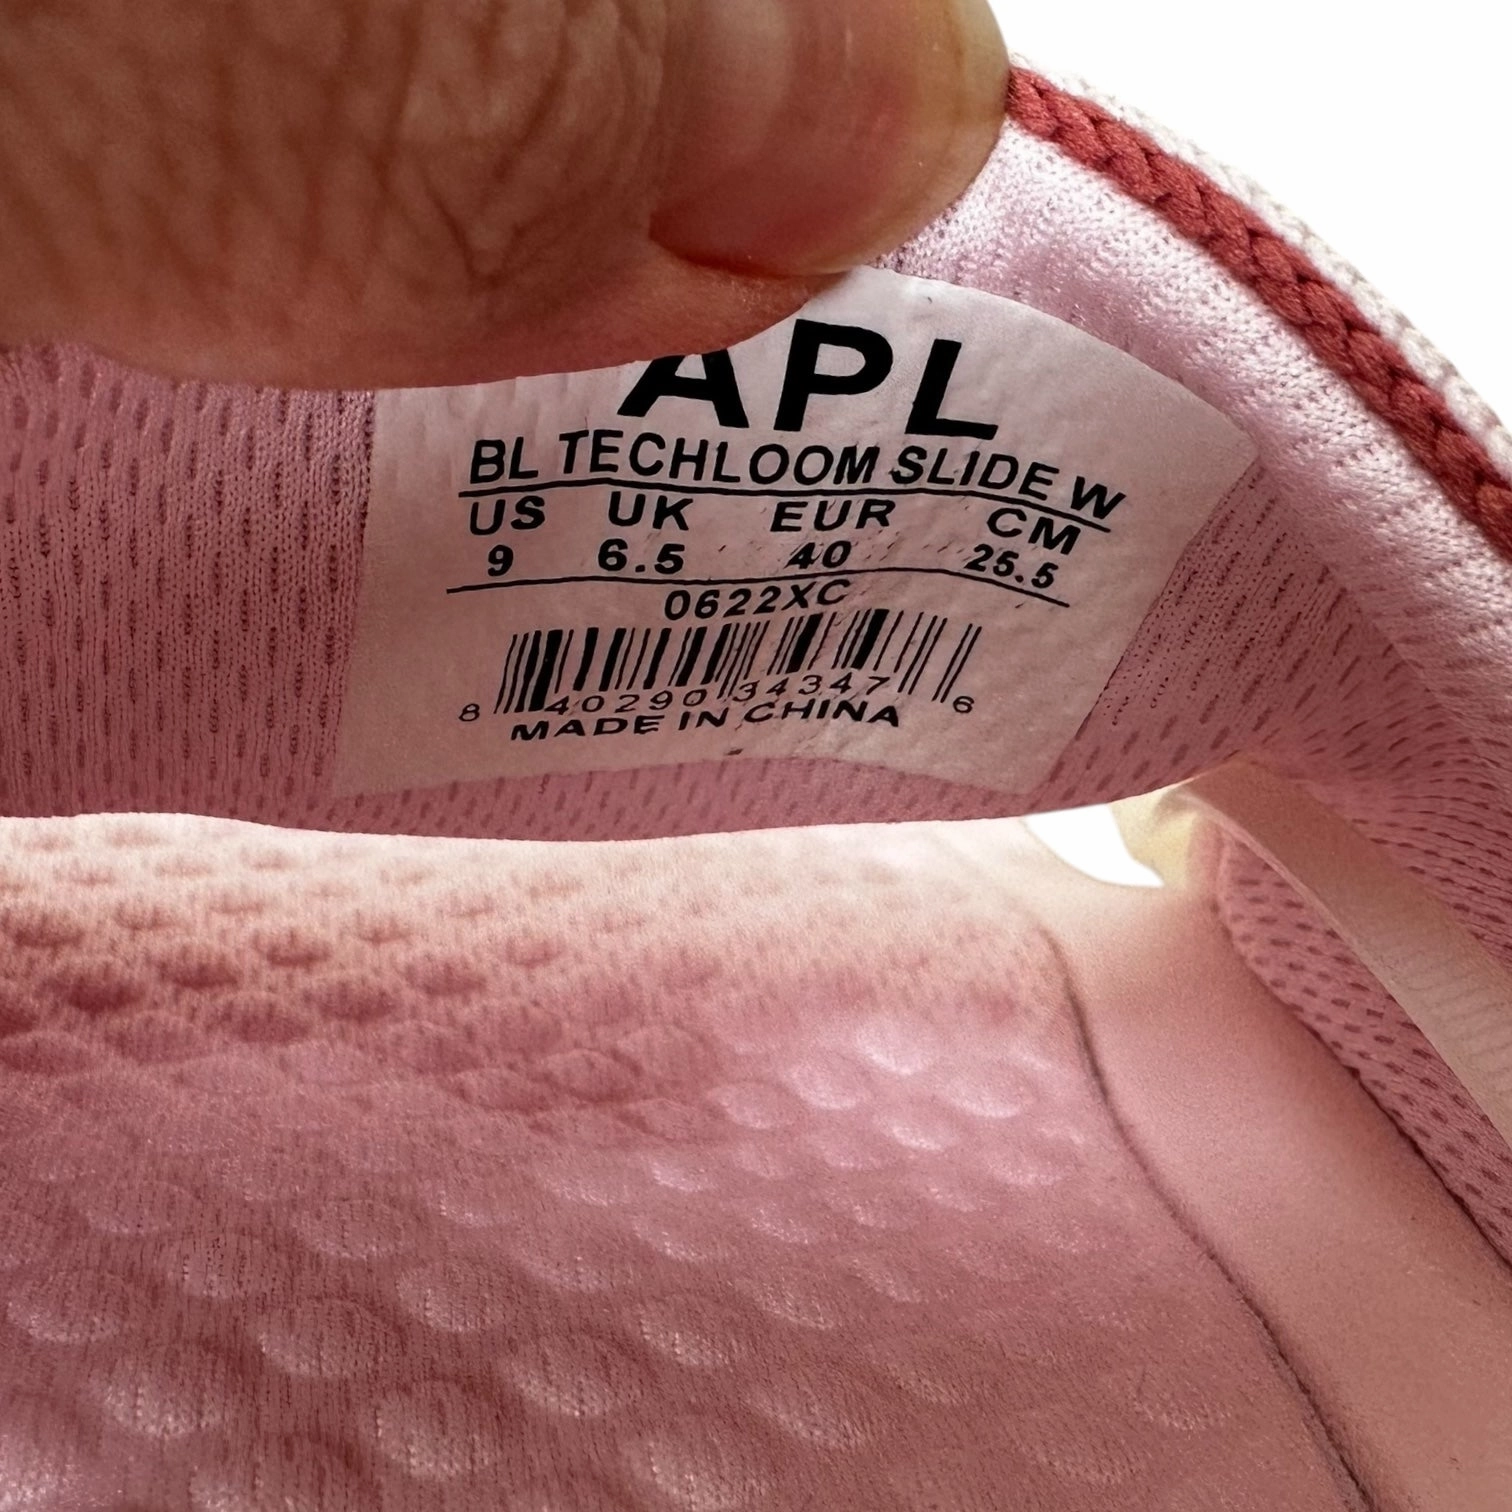 APL
BL TECHLOOM SLIDE W
US UK EUR CM
9 6.5 40 25.5
0622XC
8 40290 34347 6
MADE IN CHINA